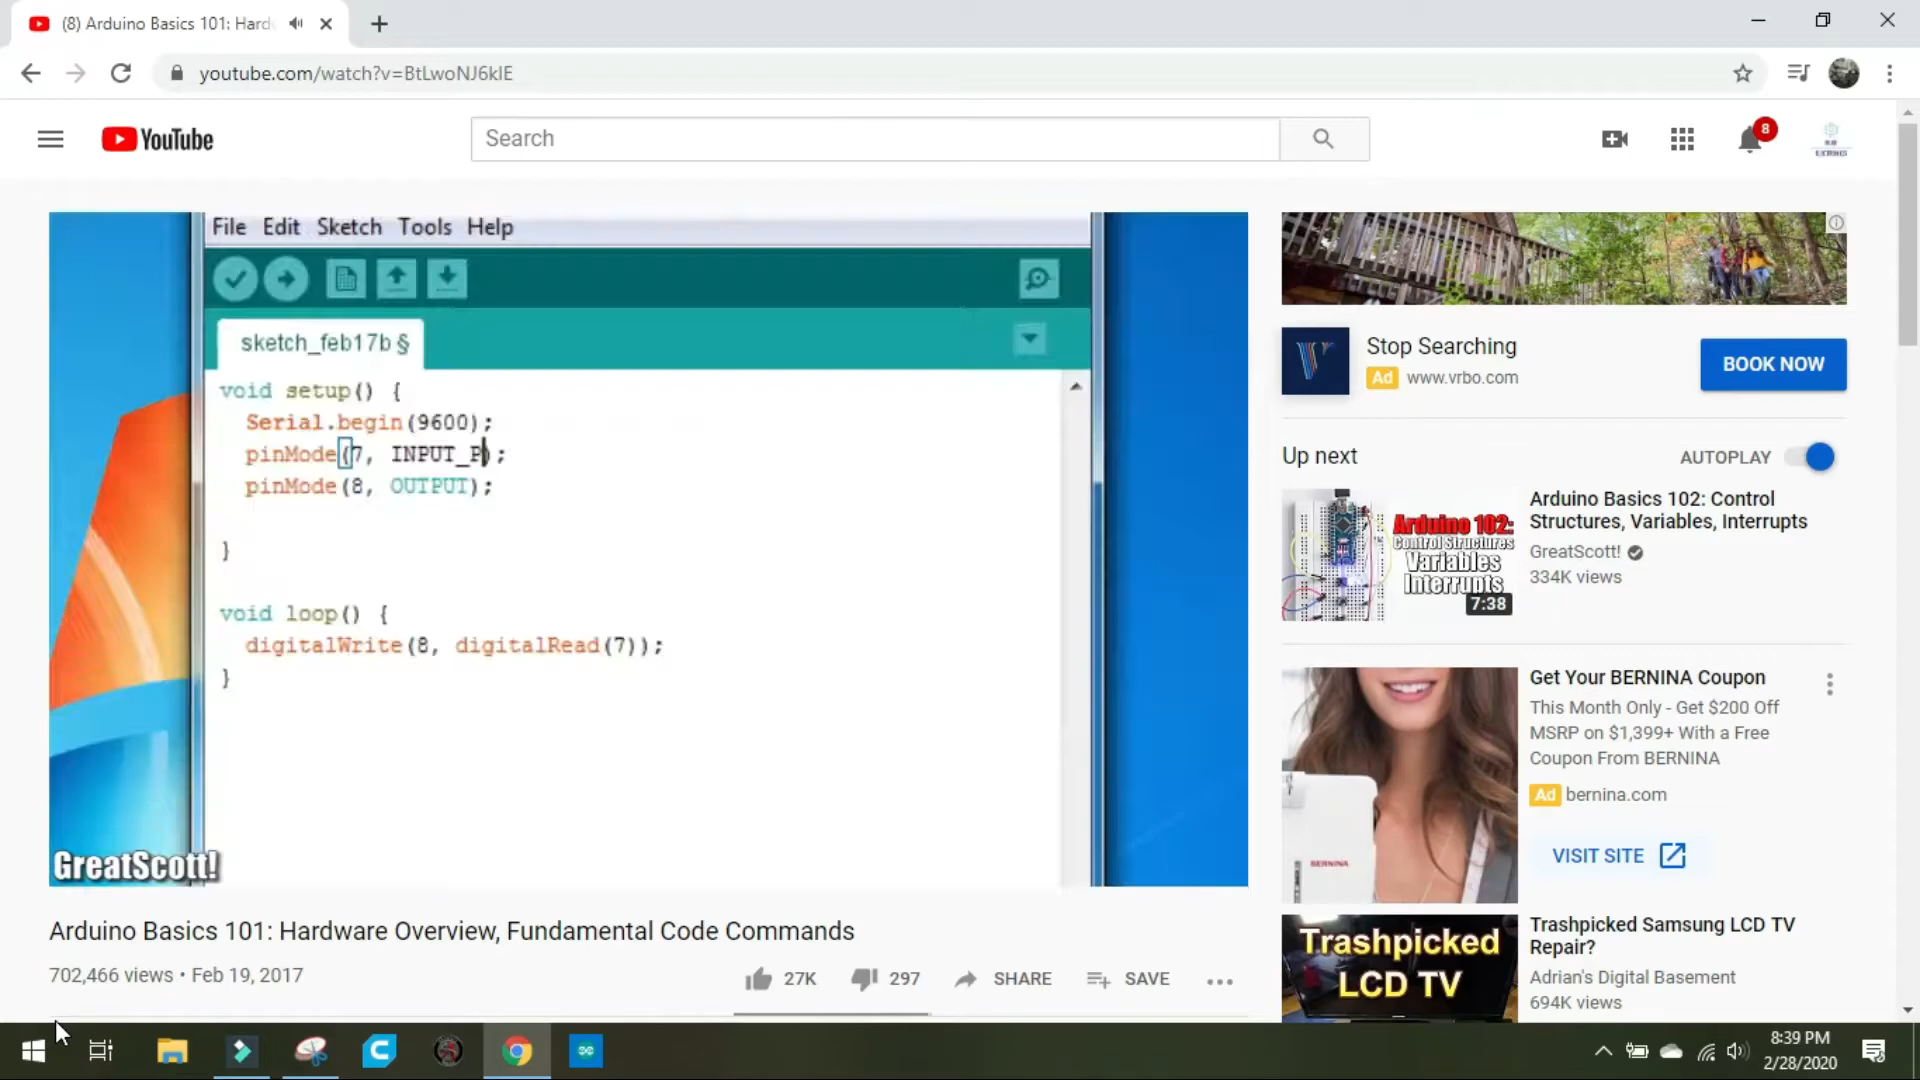 (8) Arduino Basics 101: Hard
youtube.com/watch?v=BtLwoNJ6klE
YouTube
Search
8
File Edit Sketch Tools Help
sketch_feb17b §
void setup() {
Serial.begin(9600);
pinMode(7, INPUT_P);
pinMode(8, OUTPUT);
}
void loop() {
digitalWrite(8, digitalRead(7));
}
GreatScott!
Arduino Basics 101: Hardware Overview, Fundamental Code Commands
702,466 views • Feb 19, 2017
27K
297
SHARE
SAVE
Stop Searching
Ad www.vrbo.com
BOOK NOW
Up next
AUTOPLAY
Arduino 102:
Control Structures
Variables
Interrupts
7:38
Arduino Basics 102: Control
Structures, Variables, Interrupts
GreatScott!
334K views
BERNINA
Get Your BERNINA Coupon
This Month Only - Get $200 Off
MSRP on $1,399+ With a Free
Coupon From BERNINA
Ad bernina.com
VISIT SITE
Trashpicked
LCD TV
Trashpicked Samsung LCD TV
Repair?
Adrian's Digital Basement
694K views
8:39 PM
2/28/2020